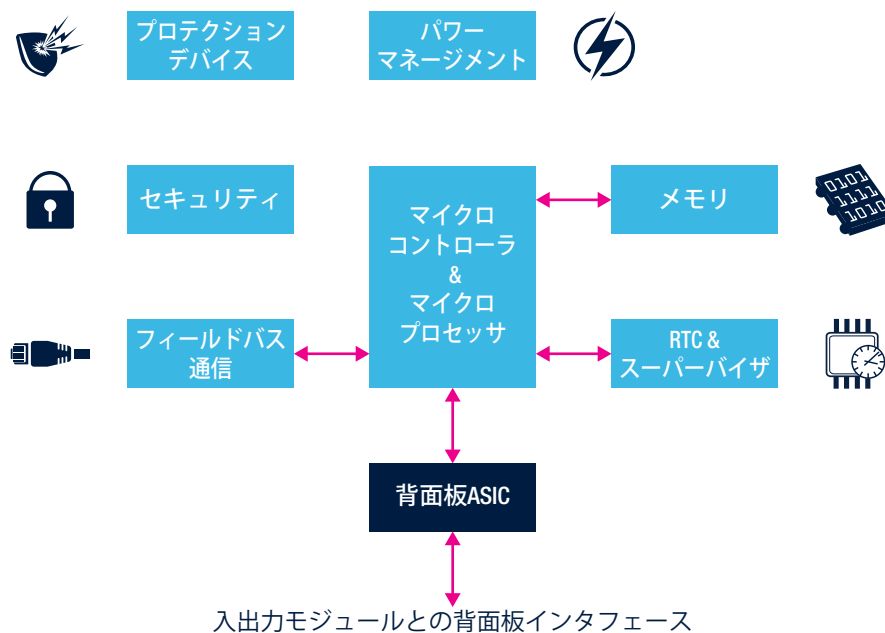 プロテクション
デバイス
パワー
マネージメント
セキュリティ
マイクロ
コントローラ
&
マイクロ
プロセッサ
メモリ
フィールドバス
通信
RTC &
スーパーバイザ
背面板ASIC
入出力モジュールとの背面板インタフェース
0101
1111
1010